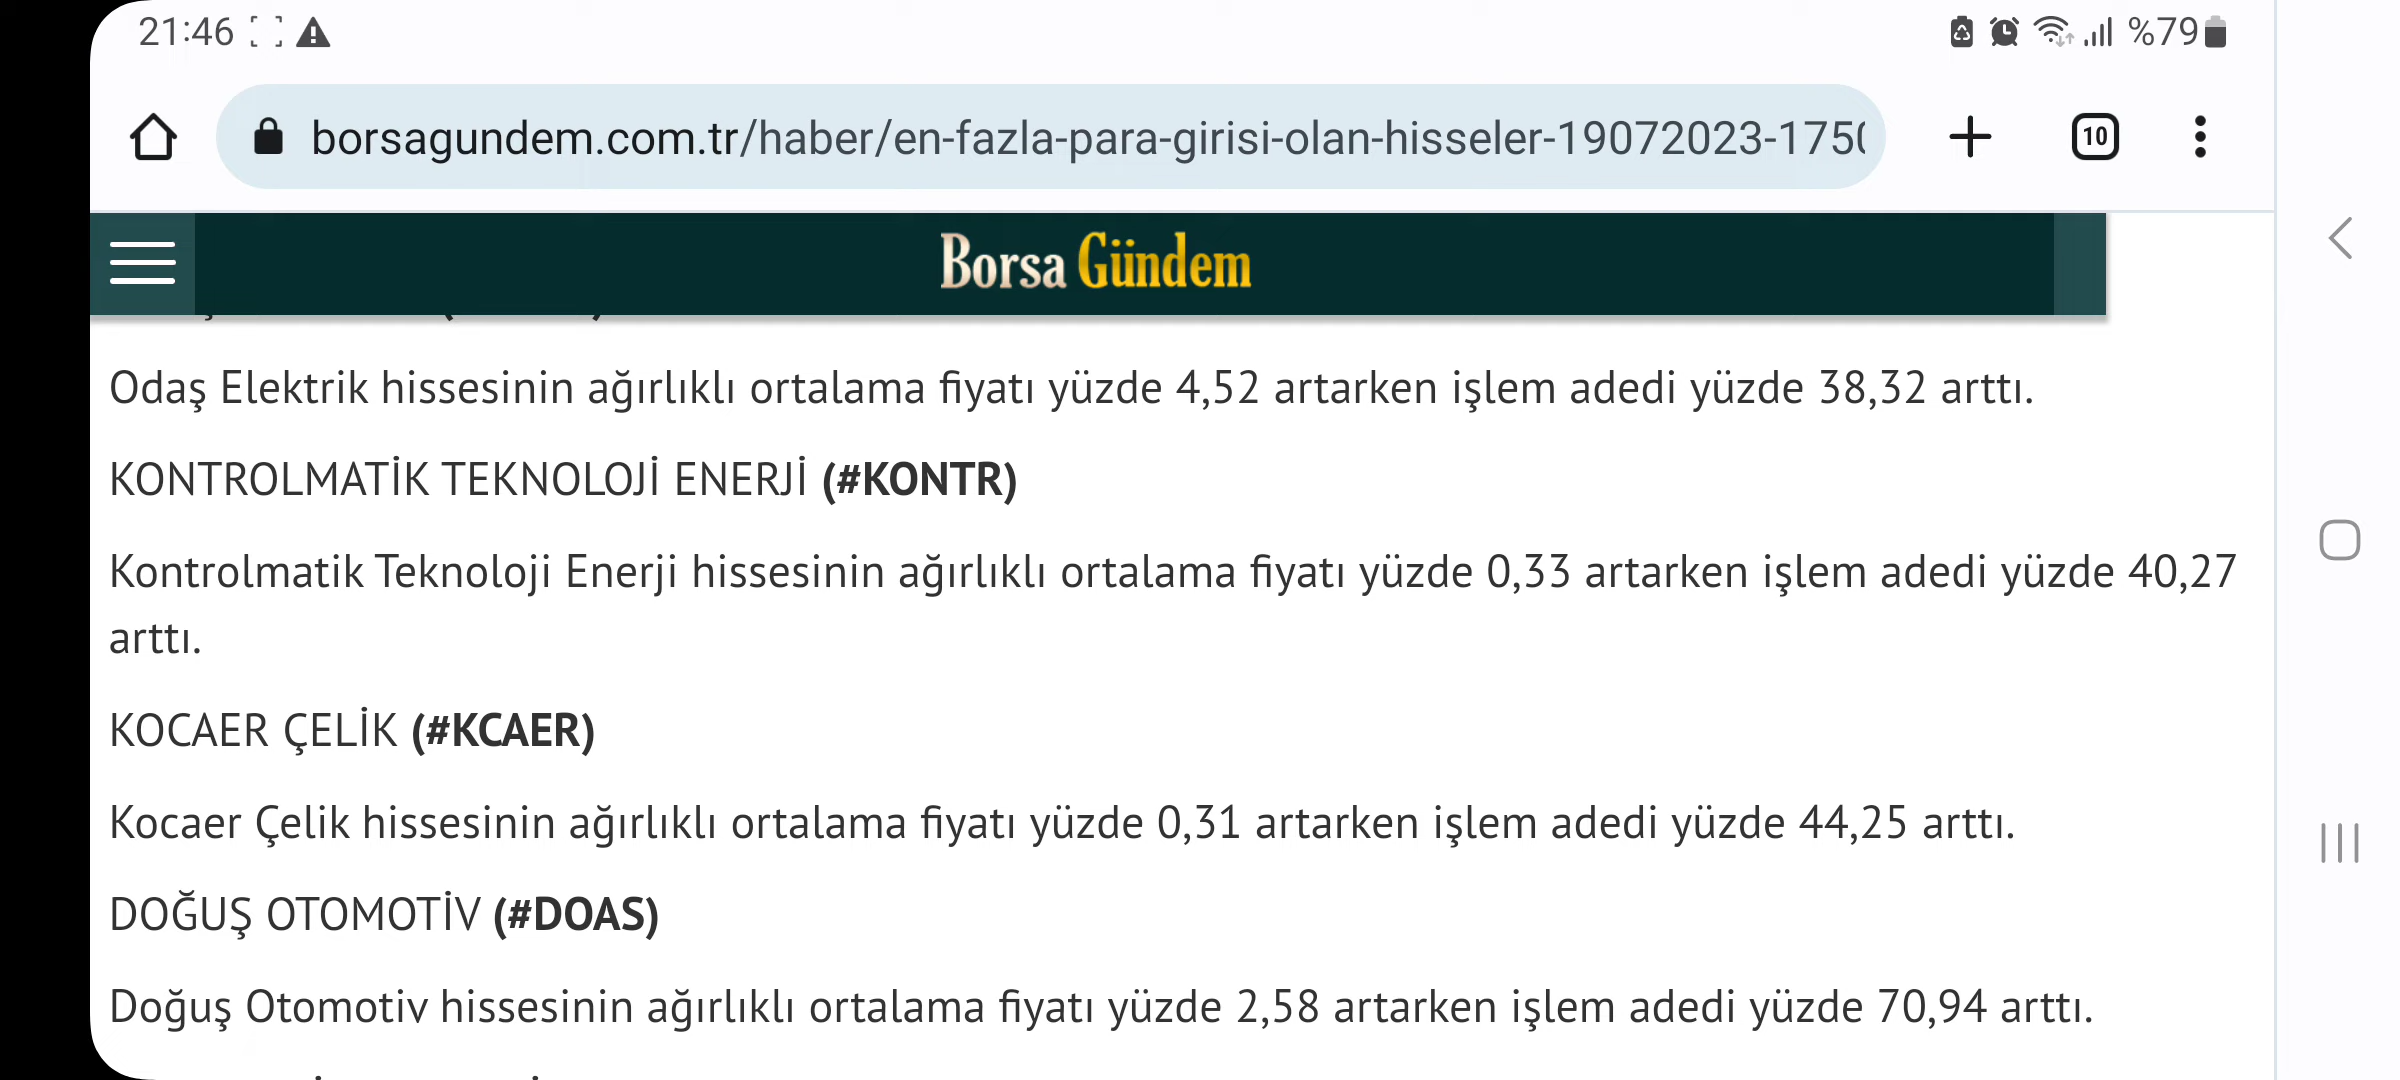 21:46 %79
borsagundem.com.tr/haber/en-fazla-para-girisi-olan-hisseler-19072023-175
10
Borsa Gündem
Odaş Elektrik hissesinin ağırlıklı ortalama fiyatı yüzde 4,52 artarken işlem adedi yüzde 38,32 arttı.
KONTROLMATİK TEKNOLOJİ ENERJİ (#KONTR)
Kontrolmatik Teknoloji Enerji hissesinin ağırlıklı ortalama fiyatı yüzde 0,33 artarken işlem adedi yüzde 40,27
arttı.
KOCAER ÇELİK (#KCAER)
Kocaer Çelik hissesinin ağırlıklı ortalama fiyatı yüzde 0,31 artarken işlem adedi yüzde 44,25 arttı.
DOĞUŞ OTOMOTİV (#DOAS)
Doğuş Otomotiv hissesinin ağırlıklı ortalama fiyatı yüzde 2,58 artarken işlem adedi yüzde 70,94 arttı.